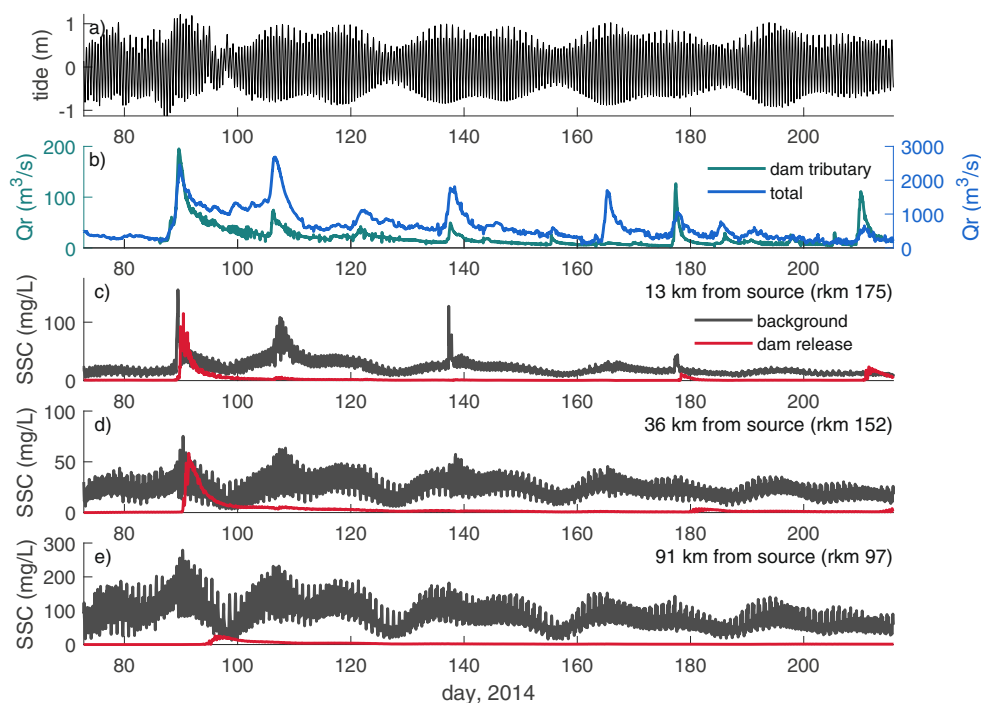 a)
tide (m)
1
0
-1
80 100 120 140 160 180 200
b)
Qr (m³/s)
200
100
0
dam tributary
total
3000
2000
1000
0
Qr (m³/s)
80 100 120 140 160 180 200
c)
13 km from source (rkm 175)
SSC (mg/L)
100
0
background
dam release
80 100 120 140 160 180 200
d)
36 km from source (rkm 152)
SSC (mg/L)
100
50
0
80 100 120 140 160 180 200
e)
91 km from source (rkm 97)
SSC (mg/L)
300
200
100
0
80 100 120 140 160 180 200
day, 2014